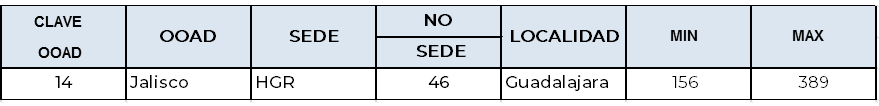 CLAVE OOAD OOAD SEDE NO SEDE LOCALIDAD MIN MAX
14 Jalisco HGR 46 Guadalajara 156 389